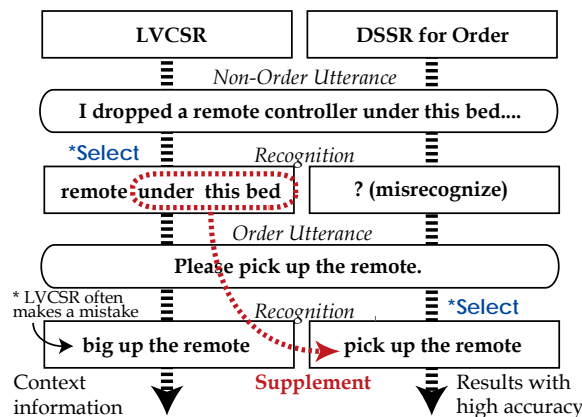 LVCSR
DSSR for Order
Non-Order Utterance
I dropped a remote controller under this bed....
*Select
Recognition
remote under this bed
? (misrecognize)
Order Utterance
Please pick up the remote.
* LVCSR often
makes a mistake
Recognition
*Select
big up the remote
pick up the remote
Context
information
Supplement
Results with
high accuracy